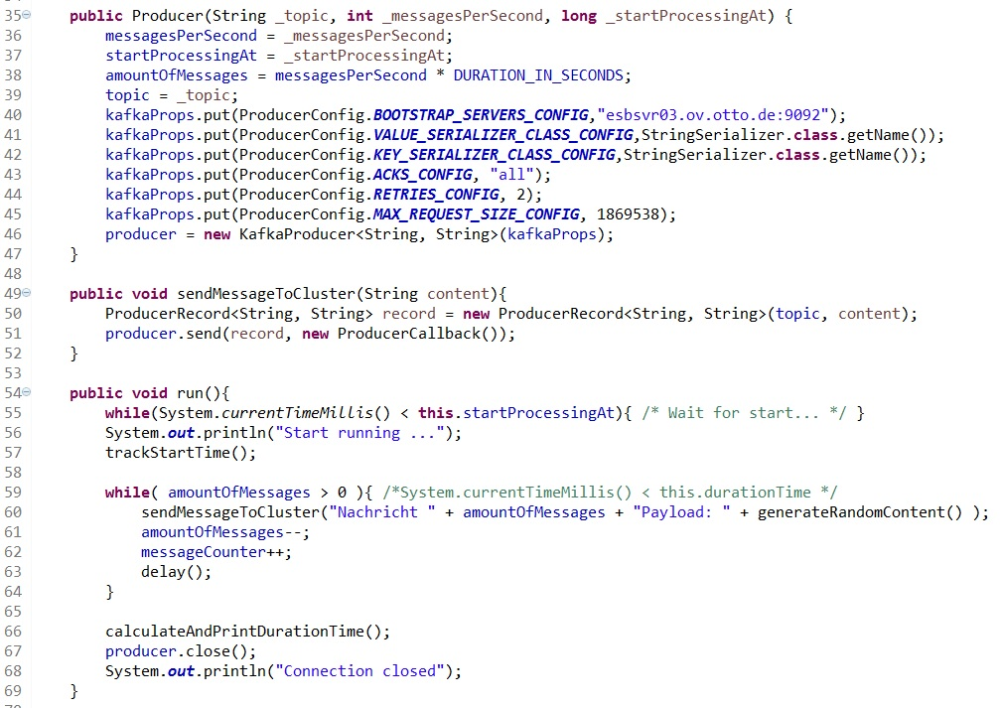 35 public Producer(String _topic, int _messagesPerSecond, long _startProcessingAt) {
36 messagesPerSecond = _messagesPerSecond;
37 startProcessingAt = _startProcessingAt;
38 amountOfMessages = messagesPerSecond * DURATION_IN_SECONDS;
39 topic = _topic;
40 kafkaProps.put(ProducerConfig.BOOTSTRAP_SERVERS_CONFIG,"esbsvr03.ov.otto.de:9092");
41 kafkaProps.put(ProducerConfig.VALUE_SERIALIZER_CLASS_CONFIG,StringSerializer.class.getName());
42 kafkaProps.put(ProducerConfig.KEY_SERIALIZER_CLASS_CONFIG,StringSerializer.class.getName());
43 kafkaProps.put(ProducerConfig.ACKS_CONFIG, "all");
44 kafkaProps.put(ProducerConfig.RETRIES_CONFIG, 2);
45 kafkaProps.put(ProducerConfig.MAX_REQUEST_SIZE_CONFIG, 1869538);
46 producer = new KafkaProducer<String, String>(kafkaProps);
47 }
48
49 public void sendMessageToCluster(String content){
50 ProducerRecord<String, String> record = new ProducerRecord<String, String>(topic, content);
51 producer.send(record, new ProducerCallback());
52 }
53
54 public void run(){
55 while(System.currentTimeMillis() < this.startProcessingAt){ /* Wait for start... */ }
56 System.out.println("Start running ...");
57 trackStartTime();
58
59 while( amountOfMessages > 0 ){ /*System.currentTimeMillis() < this.durationTime */
60 sendMessageToCluster("Nachricht " + amountOfMessages + "Payload: " + generateRandomContent() );
61 amountOfMessages--;
62 messageCounter++;
63 delay();
64 }
65
66 calculateAndPrintDurationTime();
67 producer.close();
68 System.out.println("Connection closed");
69 }